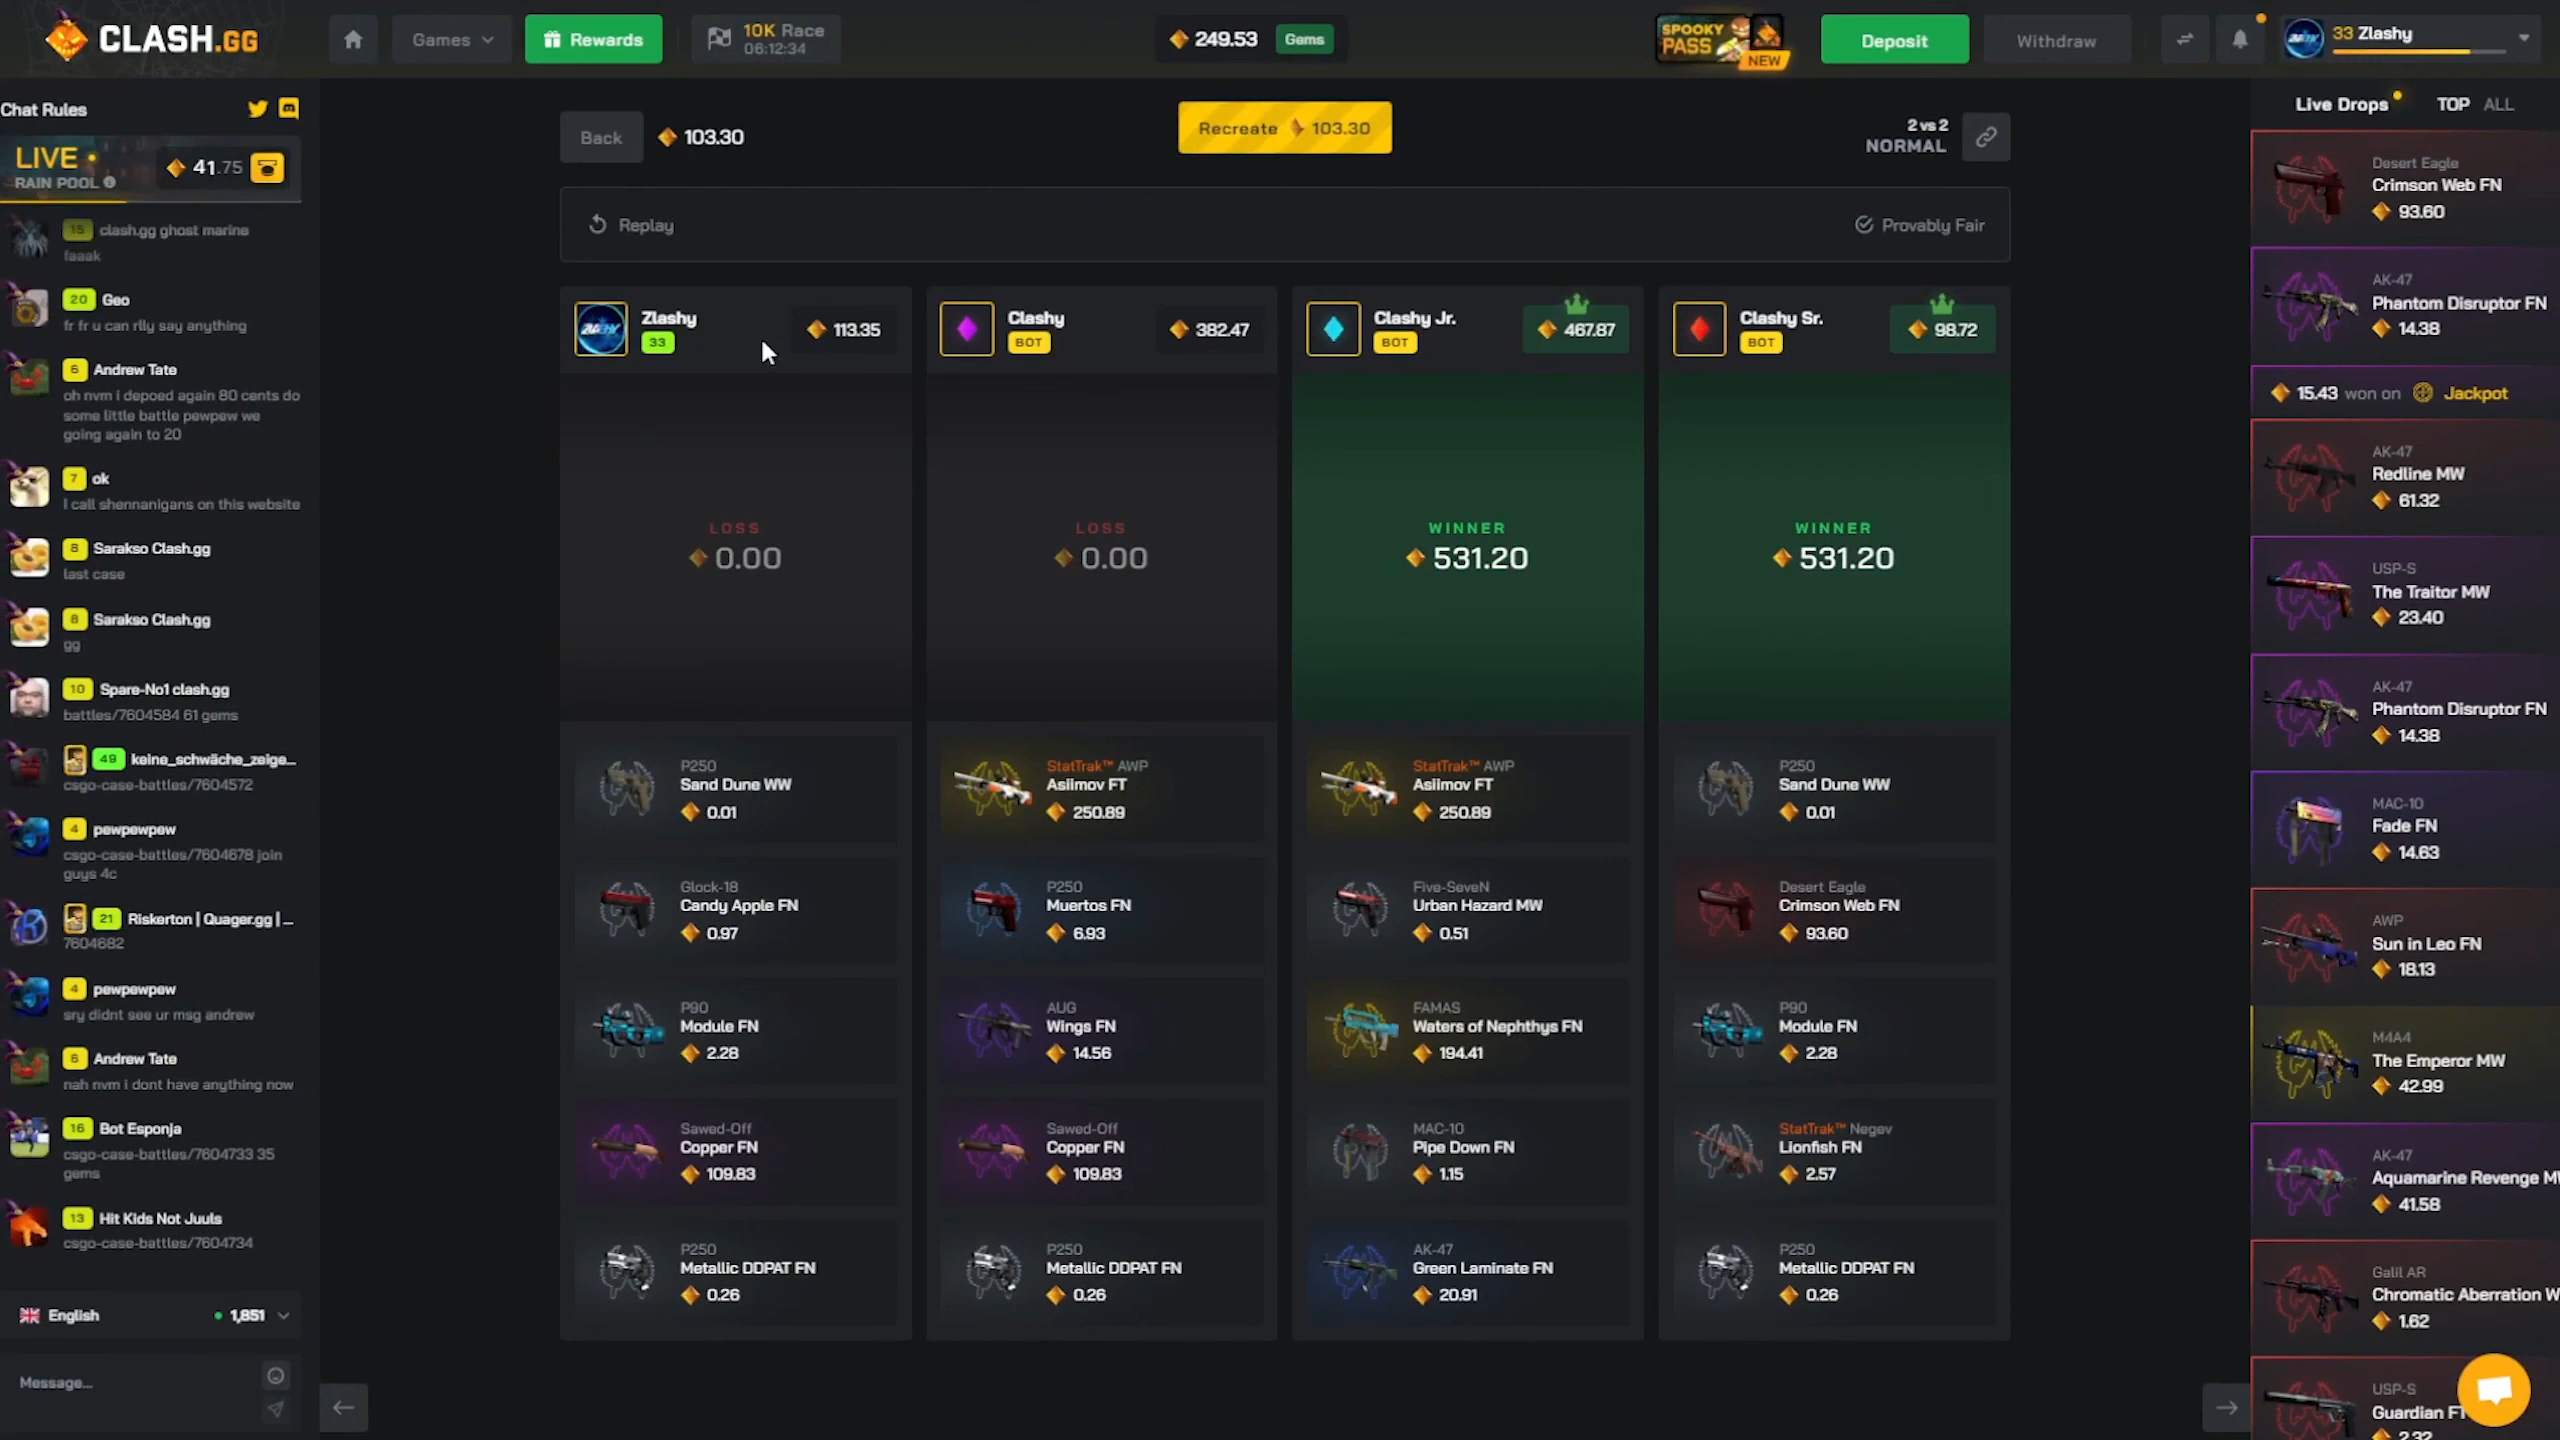 CLASH.GG
Games
Rewards
10K Race
06:12:34
249.53
Gems
SPOOKY
PASS
NEW
Deposit
Withdraw
33 Zlashy
Chat Rules
LIVE
RAIN POOL
41.75
15 clash.gg ghost marine
faaak
20 Geo
fr fr u can rlly say anything
6 Andrew Tate
oh nvm i depoed again 80 cents do
some little battle pewpew we
going again to 20
7 ok
I call shennanigans on this website
8 Sarakso Clash.gg
last case
8 Sarakso Clash.gg
gg
10 Spare-No1 clash.gg
battles/7604584 61 gems
49 keine_schwäche_zeige...
csgo-case-battles/7604572
4 pewpewpew
csgo-case-battles/7604678 join
guys 4c
21 Riskerton | Quager.gg | ...
7604682
4 pewpewpew
sry didnt see ur msg andrew
6 Andrew Tate
nah nvm i dont have anything now
16 Bot Esponja
csgo-case-battles/7604733 35
gems
13 Hit Kids Not Juuls
csgo-case-battles/7604734
English
1,851
Message...
Back
103.30
Recreate 103.30
2 vs 2
NORMAL
Replay
Provably Fair
Zlashy
33
113.35
LOSS
0.00
P250
Sand Dune WW
0.01
Glock-18
Candy Apple FN
0.97
P90
Module FN
2.28
Sawed-Off
Copper FN
109.83
P250
Metallic DDPAT FN
0.26
Clashy
BOT
382.47
LOSS
0.00
StatTrak™ AWP
Asiimov FT
250.89
P250
Muertos FN
6.93
AUG
Wings FN
14.56
Sawed-Off
Copper FN
109.83
P250
Metallic DDPAT FN
0.26
Clashy Jr.
BOT
467.87
WINNER
531.20
StatTrak™ AWP
Asiimov FT
250.89
Five-SeveN
Urban Hazard MW
0.51
FAMAS
Waters of Nephthys FN
194.41
MAC-10
Pipe Down FN
1.15
AK-47
Green Laminate FN
20.91
Clashy Sr.
BOT
98.72
WINNER
531.20
P250
Sand Dune WW
0.01
Desert Eagle
Crimson Web FN
93.60
P90
Module FN
2.28
StatTrak™ Negev
Lionfish FN
2.57
P250
Metallic DDPAT FN
0.26
Live Drops
TOP
ALL
Desert Eagle
Crimson Web FN
93.60
AK-47
Phantom Disruptor FN
14.38
15.43 won on Jackpot
AK-47
Redline MW
61.32
USP-S
The Traitor MW
23.40
AK-47
Phantom Disruptor FN
14.38
MAC-10
Fade FN
14.63
AWP
Sun in Leo FN
18.13
M4A4
The Emperor MW
42.99
AK-47
Aquamarine Revenge M
41.58
Galil AR
Chromatic Aberration W
1.62
USP-S
Guardian FT
2.32